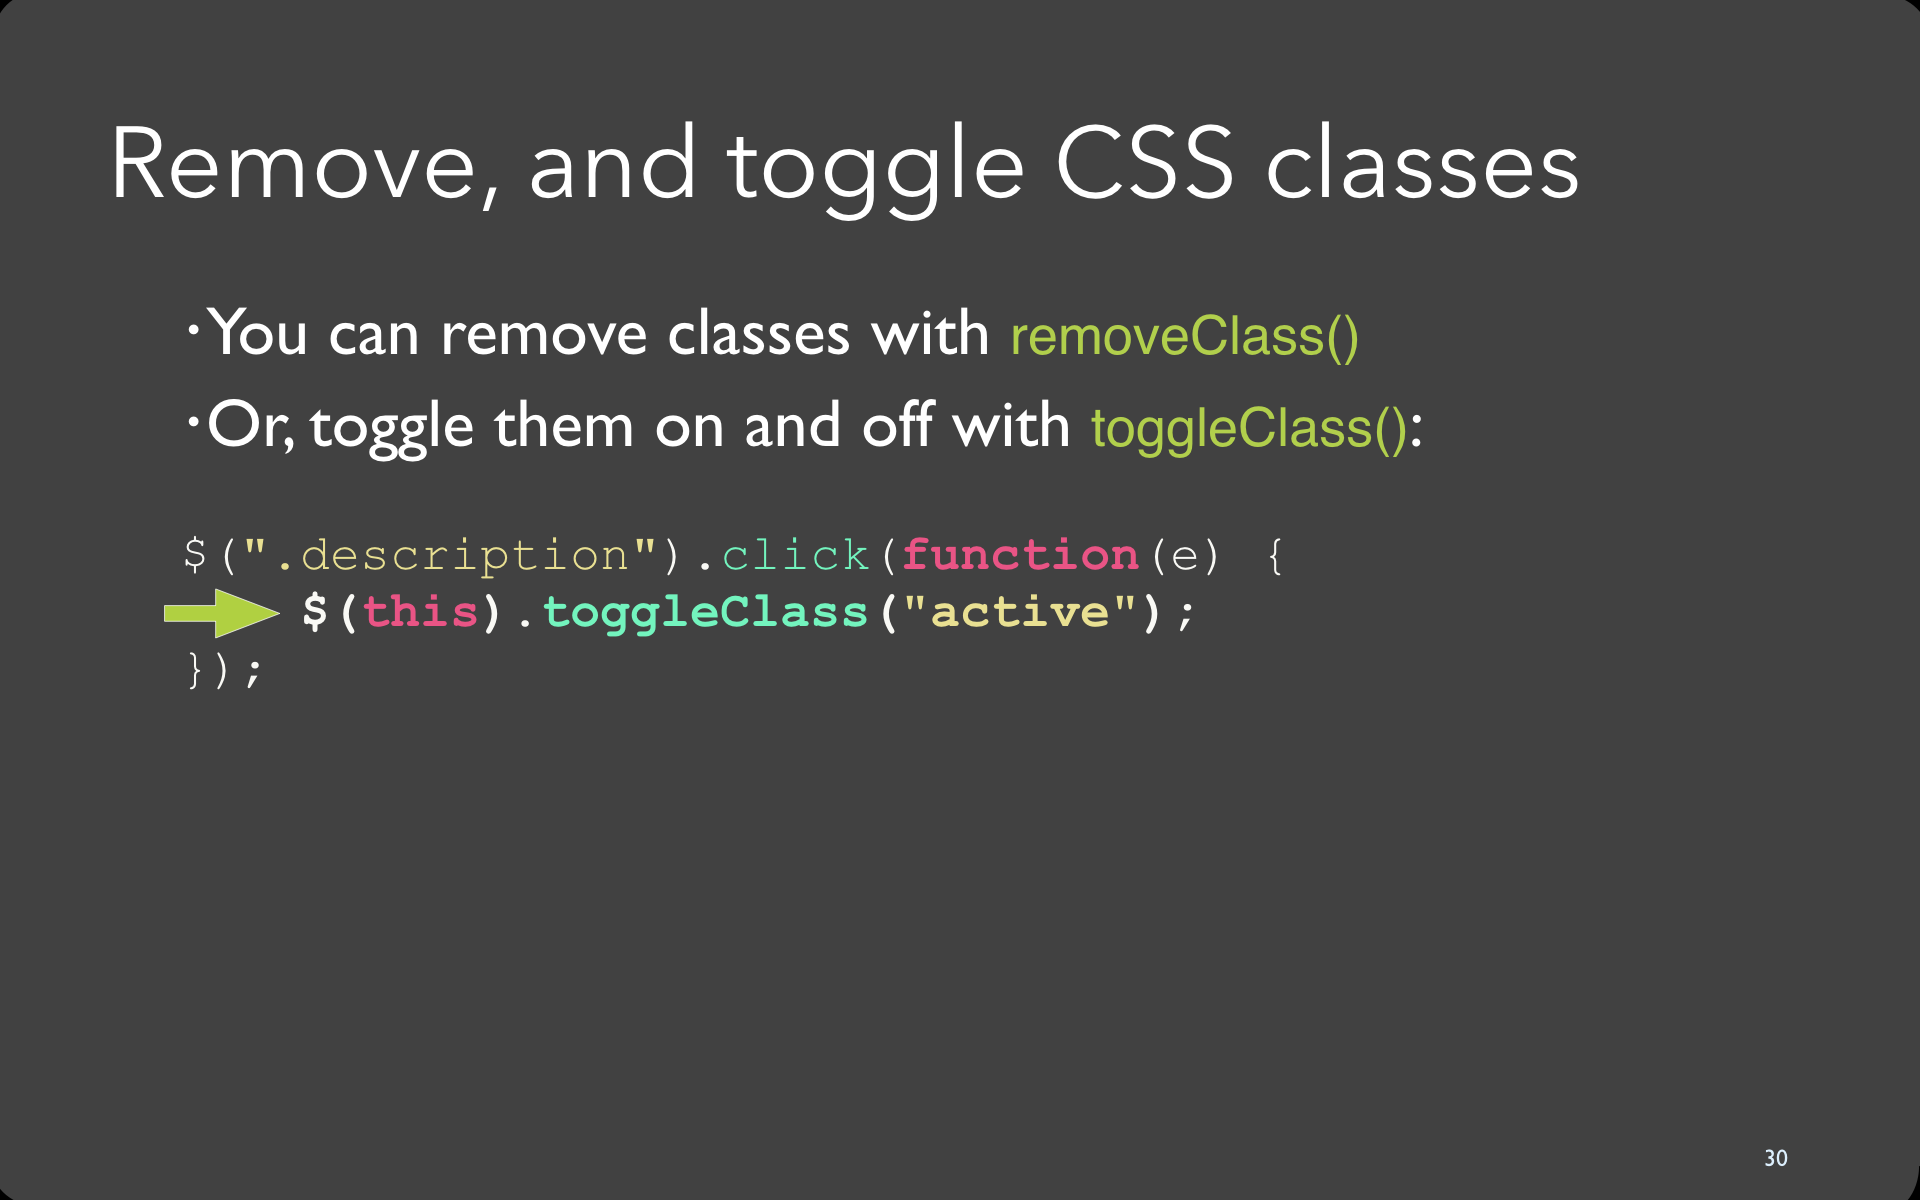 Remove, and toggle CSS classes
·You can remove classes with removeClass()
·Or, toggle them on and off with toggleClass():
$(".description").click(function(e) {
$(this).toggleClass("active");
});
30